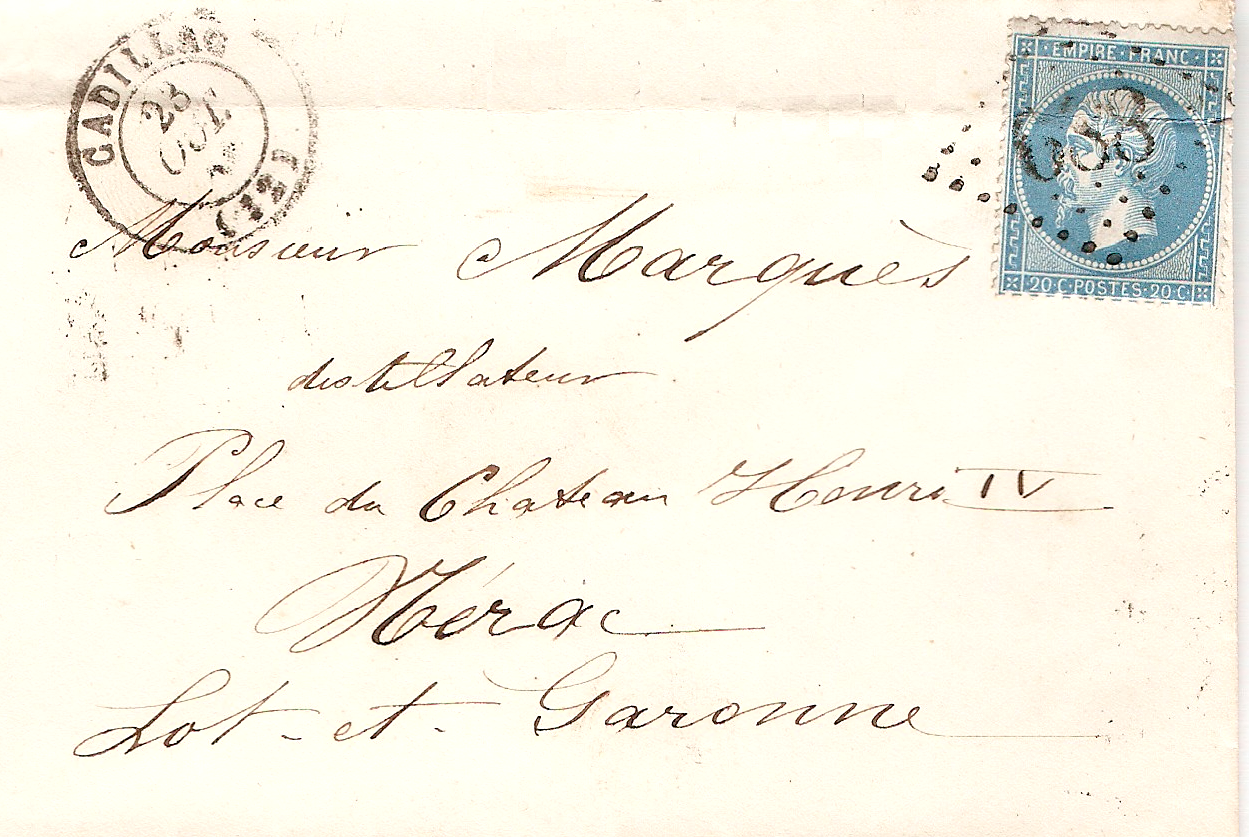 CADILLAC
23
OCT.
EMPIRE · FRANC
20·C·POSTES·20·C
Monsieur Marquès
distillateur
Place du Chateau Henri IV
Nérac
Lot-et-Garonne